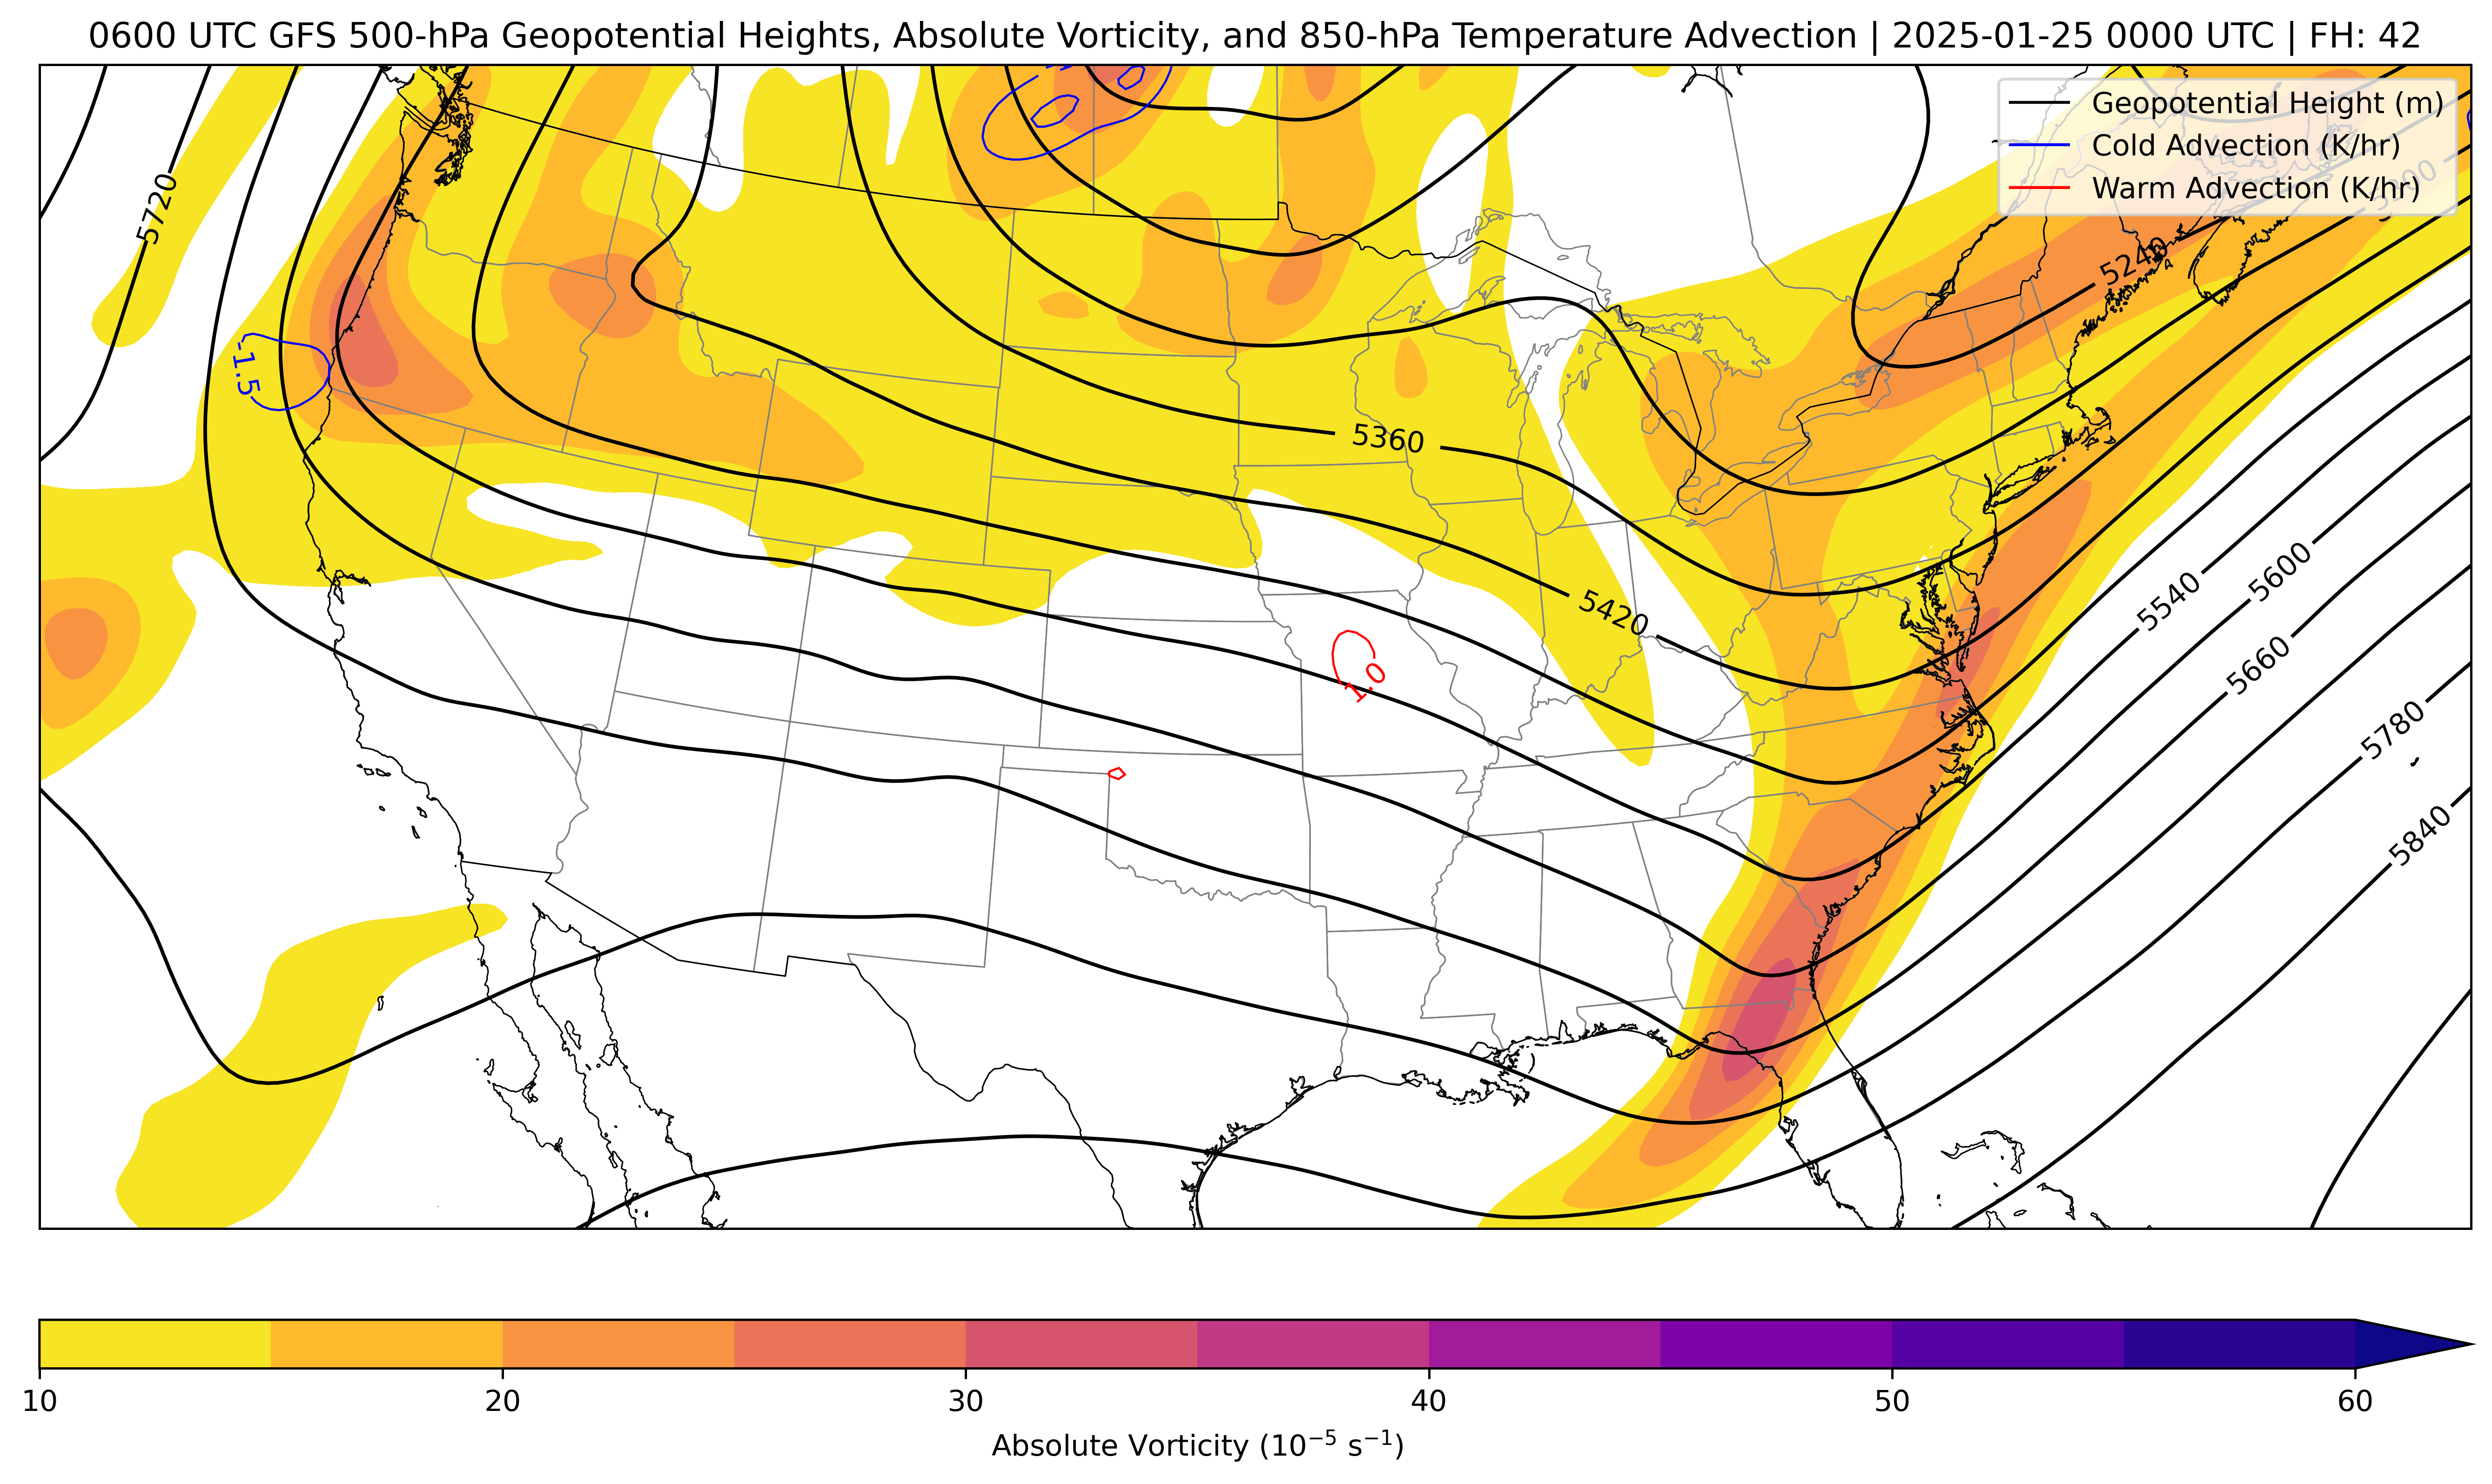 0600 UTC GFS 500-hPa Geopotential Heights, Absolute Vorticity, and 850-hPa Temperature Advection | 2025-01-25 0000 UTC | FH: 42
Geopotential Height (m)
Cold Advection (K/hr)
Warm Advection (K/hr)
5720
5240
-1.5
5360
5420
5540
5600
5660
1.0
5780
5840
10 20 30 40 50 60
Absolute Vorticity (10⁻⁵ s⁻¹)